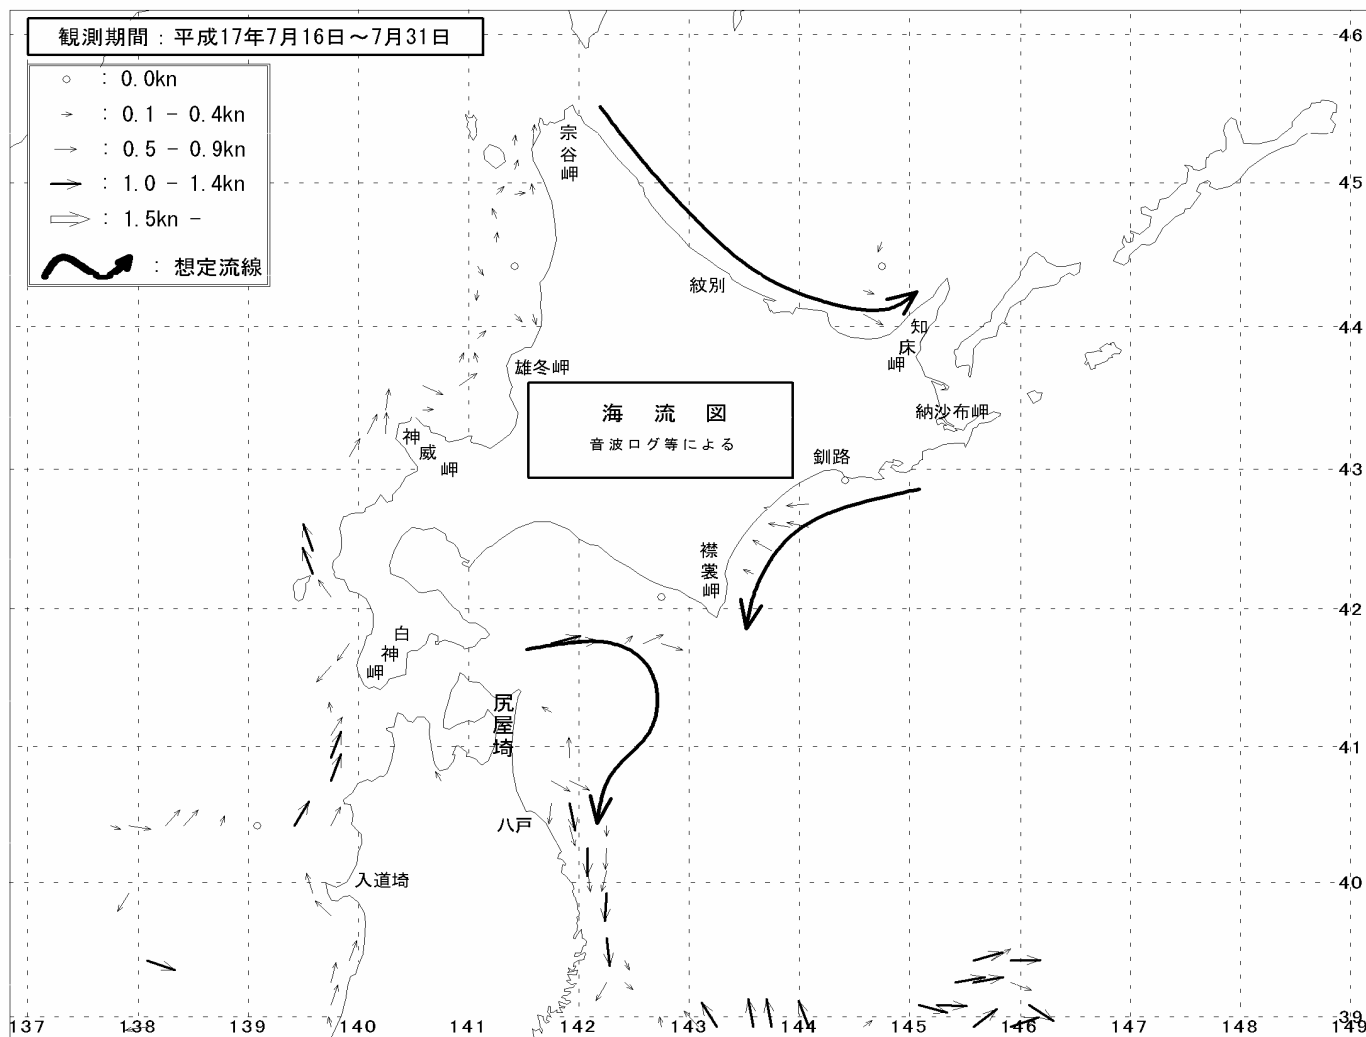 観測期間：平成17年7月16日～7月31日
：0.0kn
：0.1 - 0.4kn
：0.5 - 0.9kn
：1.0 - 1.4kn
：1.5kn -
：想定流線
宗谷岬
紋別
知床岬
雄冬岬
海流図
音波ログ等による
納沙布岬
神威岬
釧路
襟裳岬
白神岬
尻屋埼
八戸
入道埼
46
45
44
43
42
41
40
39
137 138 139 140 141 142 143 144 145 146 147 148 149